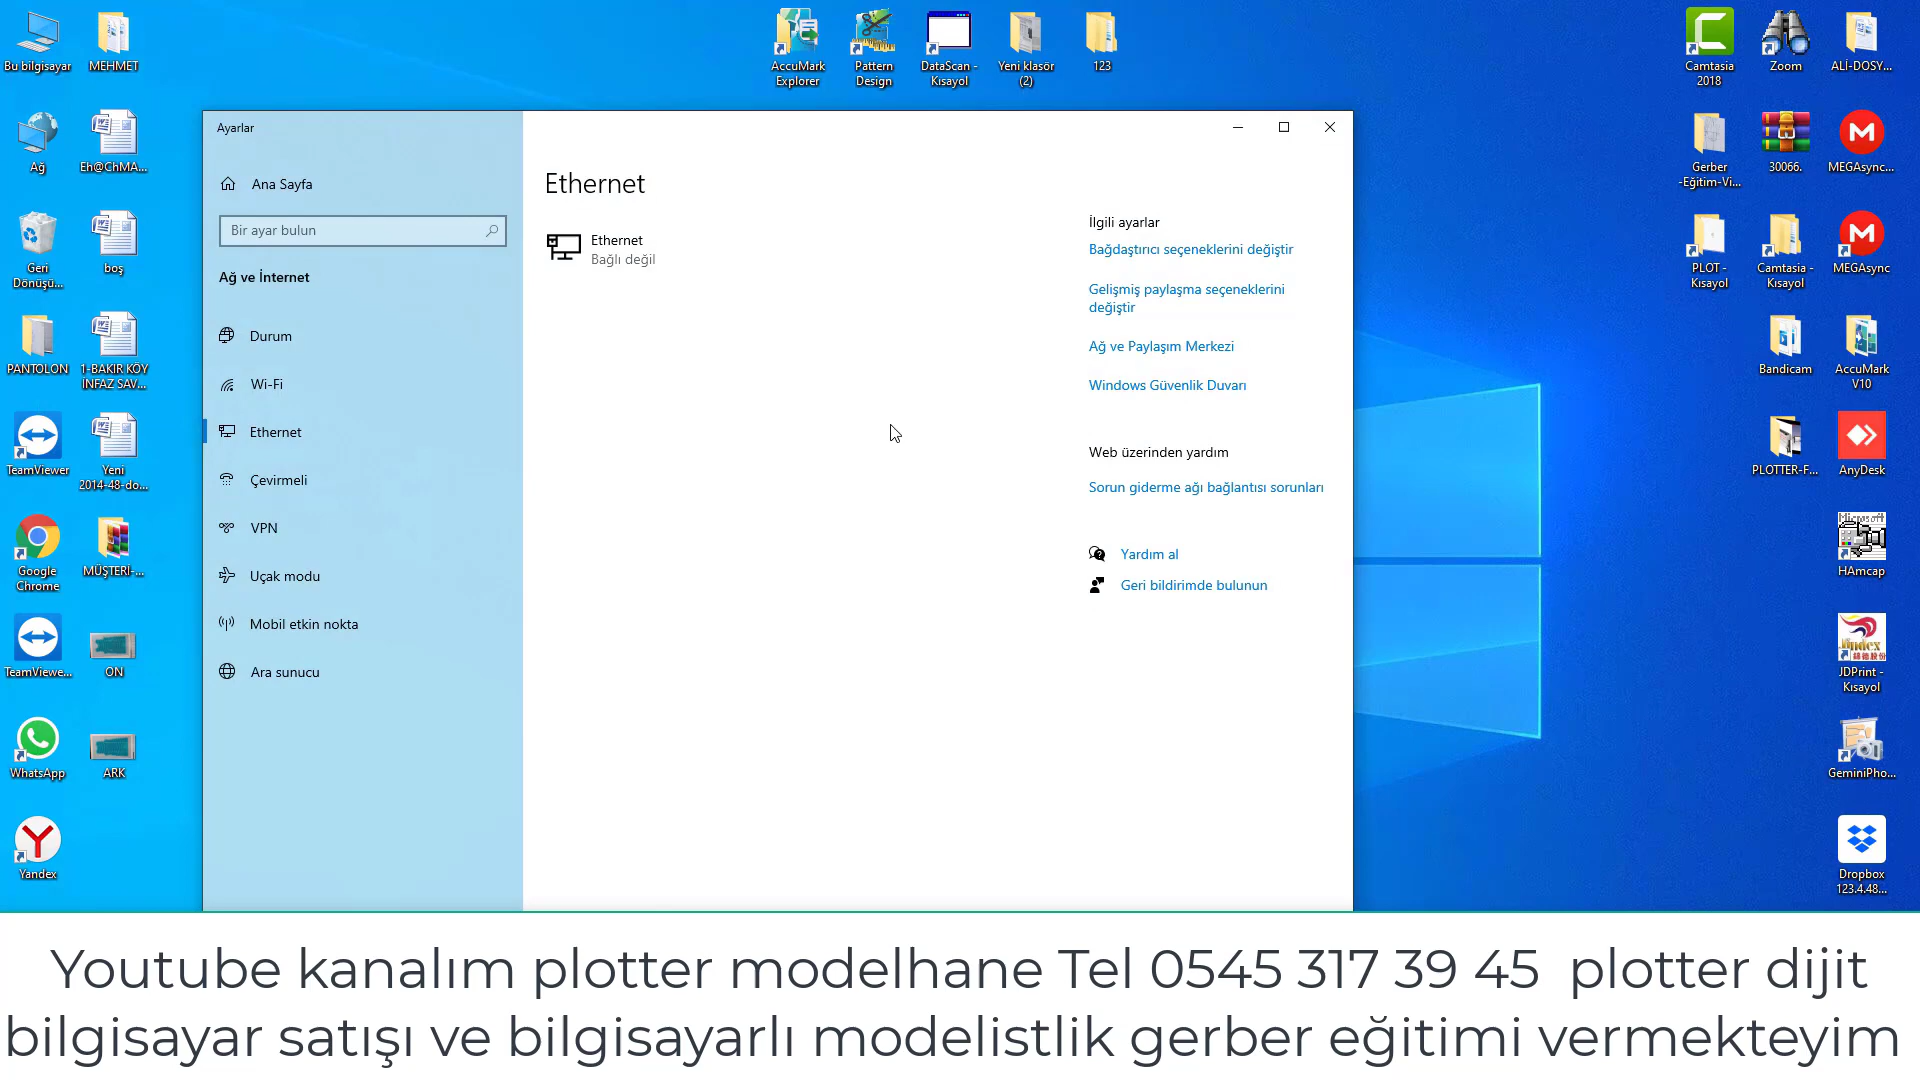 Bu bilgisayar
MEHMET
AccuMark
Explorer
Pattern
Design
DataScan -
Kısayol
Yeni klasör
(2)
123
Camtasia
2018
Zoom
ALİ-DOSY...
Ağ
Eh@ChMA...
Gerber
-Eğitim-Vi...
30066.
MEGAsync...
Geri
Dönüşü...
boş
PLOT -
Kısayol
Camtasia -
Kısayol
MEGAsync
PANTOLON
1-BAKIR KÖY
İNFAZ SAV...
Bandicam
AccuMark
V10
TeamViewer
Yeni
2014-48-do...
PLOTTER-F...
AnyDesk
Google
Chrome
MÜŞTERİ-...
Microsoft
HAmcap
TeamViewe...
ON
JDPrint -
Kısayol
WhatsApp
ARK
GeminiPho...
Yandex
Dropbox
123.4.48...
Ayarlar
Ana Sayfa
Bir ayar bulun
Ağ ve İnternet
Durum
Wi-Fi
Ethernet
Çevirmeli
VPN
Uçak modu
Mobil etkin nokta
Ara sunucu
Ethernet
Ethernet
Bağlı değil
İlgili ayarlar
Bağdaştırıcı seçeneklerini değiştir
Gelişmiş paylaşma seçeneklerini
değiştir
Ağ ve Paylaşım Merkezi
Windows Güvenlik Duvarı
Web üzerinden yardım
Sorun giderme ağı bağlantısı sorunları
Yardım al
Geri bildirimde bulunun
Youtube kanalım plotter modelhane Tel 0545 317 39 45 plotter dijit
bilgisayar satışı ve bilgisayarlı modelistlik gerber eğitimi vermekteyim